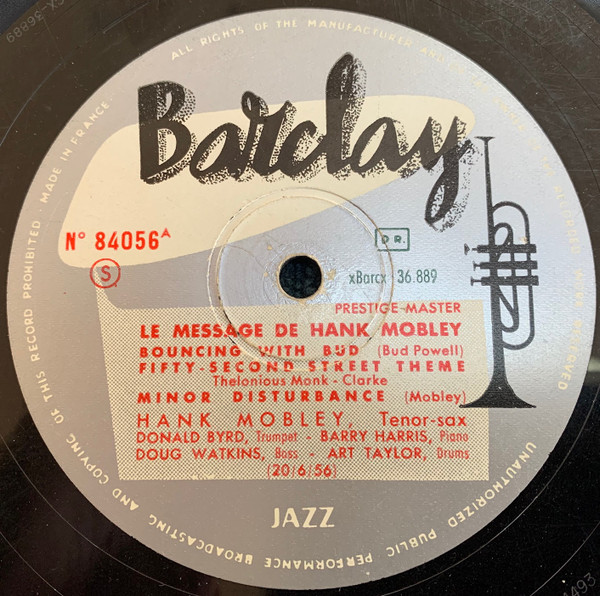 ALL RIGHTS OF THE MANUFACTURER AND OF THE
Barclay
MADE IN FRANCE
N° 84056 A
S
D R.
xBarcx 36.889
PRESTIGE-MASTER
LE MESSAGE DE HANK MOBLEY
BOUNCING WITH BUD (Bud Powell)
FIFTY-SECOND STREET THEME
Thelonious Monk - Clarke
MINOR DISTURBANCE (Mobley)
HANK MOBLEY, Tenor-sax
DONALD BYRD, Trumpet - BARRY HARRIS, Piano
DOUG WATKINS, Bass - ART TAYLOR, Drums
(20/6/56)
JAZZ
UNAUTHORIZED PUBLIC PERFORMANCE BROADCASTING AND COPYING OF THIS RECORD PROHIBITED